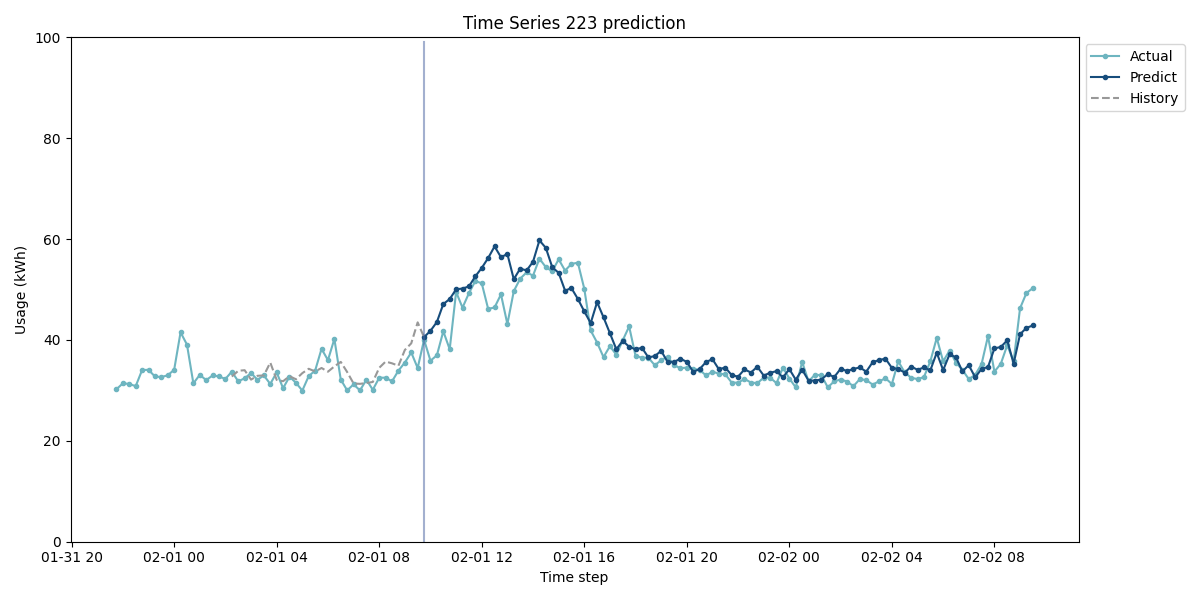 Time Series 223 prediction
Usage (kWh)
100
80
60
40
20
0
01-31 20
02-01 00
02-01 04
02-01 08
02-01 12
02-01 16
02-01 20
02-02 00
02-02 04
02-02 08
Time step
Actual
Predict
History